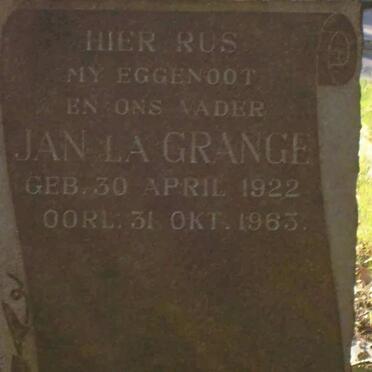 HIER RUS
MY EGGENOOT
EN ONS VADER
JAN LA GRANGE
GEB. 30 APRIL 1922
OORL. 31 OKT. 1963.